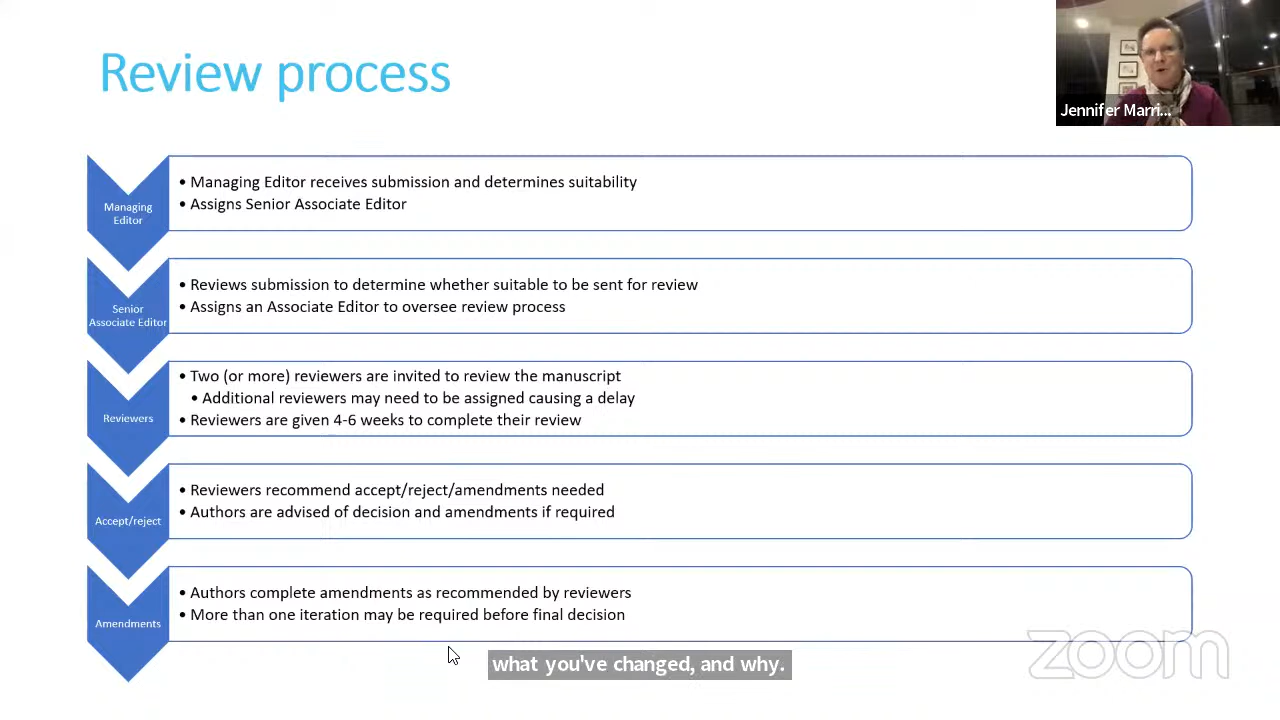 Review process
Jennifer Marri...
Managing
Editor
• Managing Editor receives submission and determines suitability
• Assigns Senior Associate Editor
Senior
Associate Editor
• Reviews submission to determine whether suitable to be sent for review
• Assigns an Associate Editor to oversee review process
Reviewers
• Two (or more) reviewers are invited to review the manuscript
• Additional reviewers may need to be assigned causing a delay
• Reviewers are given 4-6 weeks to complete their review
Accept/reject
• Reviewers recommend accept/reject/amendments needed
• Authors are advised of decision and amendments if required
Amendments
• Authors complete amendments as recommended by reviewers
• More than one iteration may be required before final decision
what you've changed, and why.
zoom